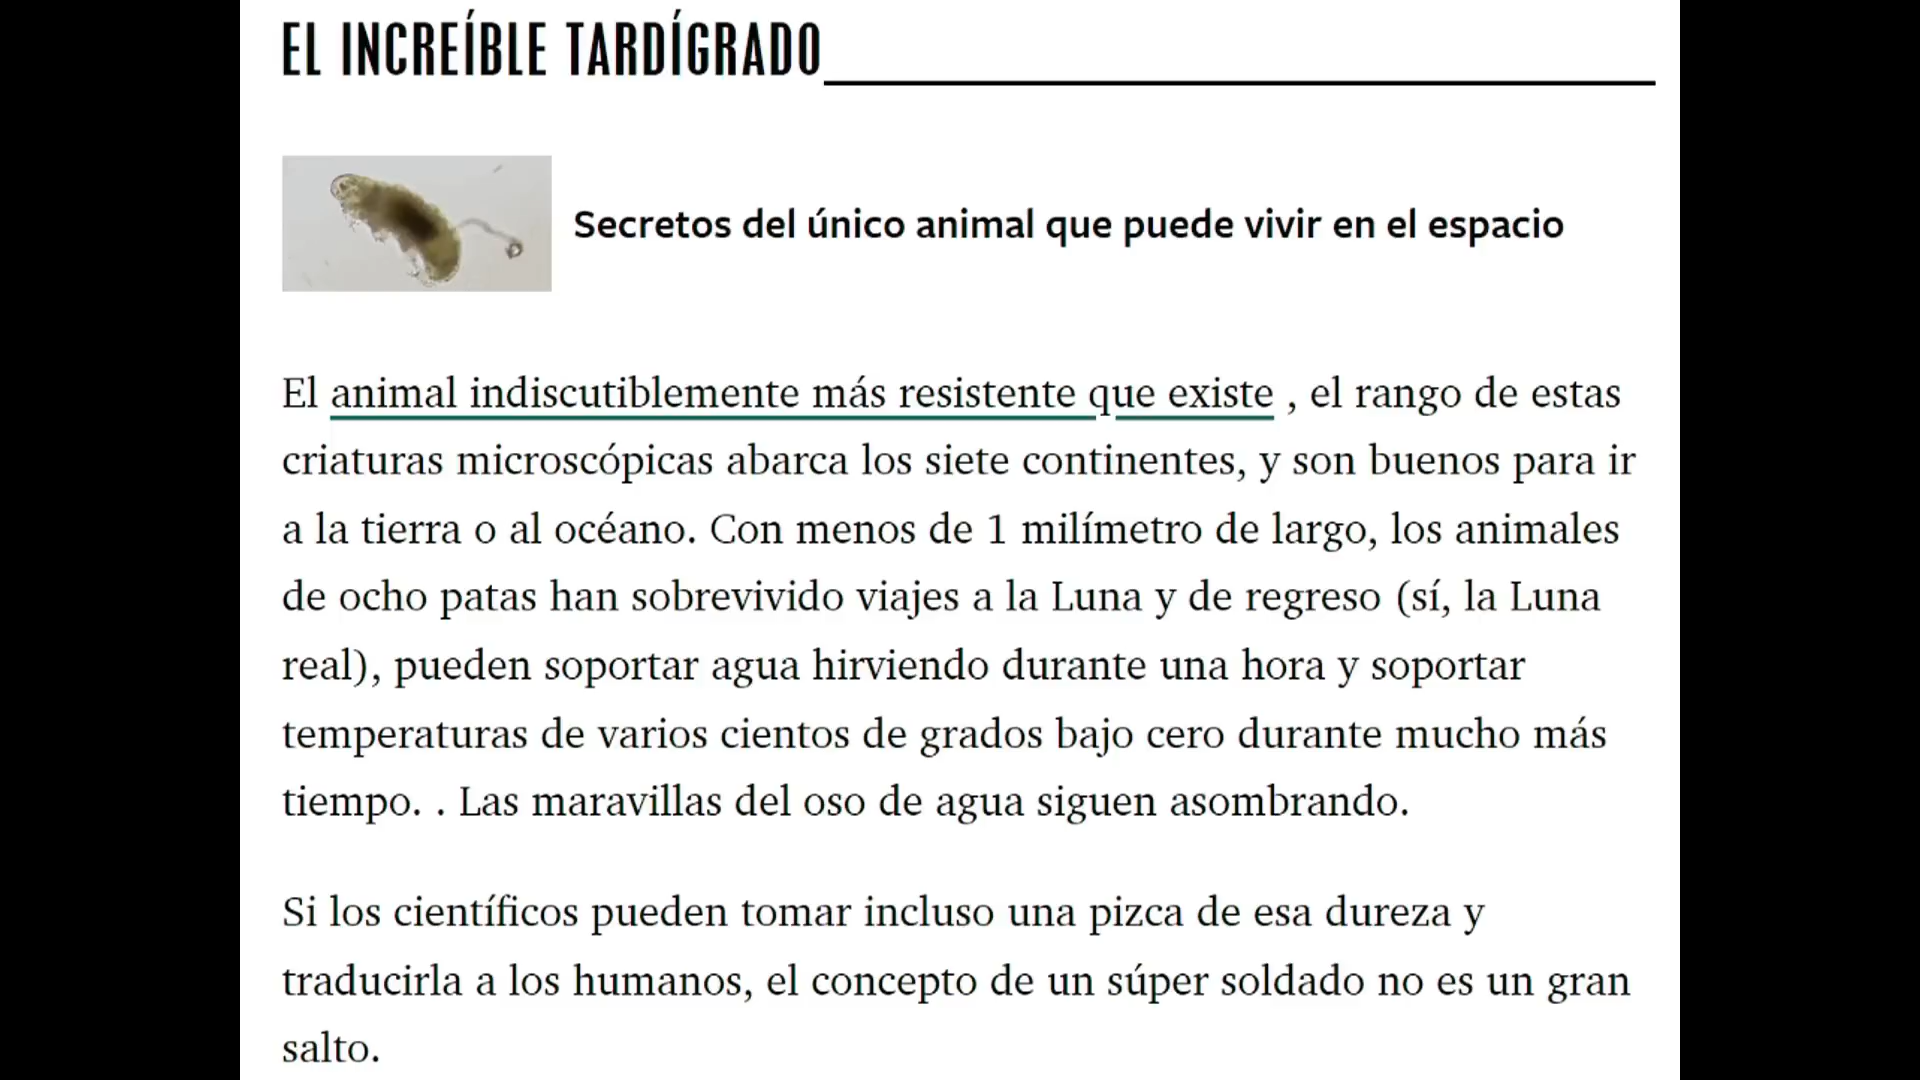 EL INCREÍBLE TARDÍGRADO
Secretos del único animal que puede vivir en el espacio
El animal indiscutiblemente más resistente que existe , el rango de estas
criaturas microscópicas abarca los siete continentes, y son buenos para ir
a la tierra o al océano. Con menos de 1 milímetro de largo, los animales
de ocho patas han sobrevivido viajes a la Luna y de regreso (sí, la Luna
real), pueden soportar agua hirviendo durante una hora y soportar
temperaturas de varios cientos de grados bajo cero durante mucho más
tiempo. . Las maravillas del oso de agua siguen asombrando.
Si los científicos pueden tomar incluso una pizca de esa dureza y
traducirla a los humanos, el concepto de un súper soldado no es un gran
salto.